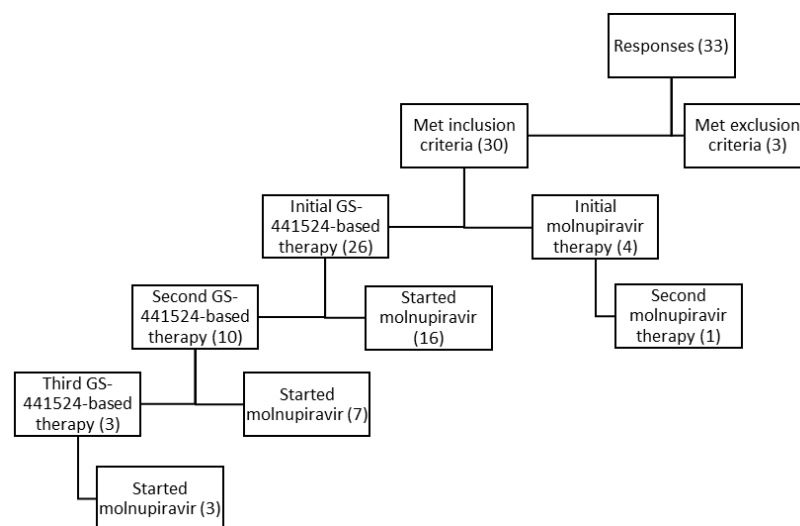 Responses (33)
Met inclusion
criteria (30)
Met exclusion
criteria (3)
Initial GS-
441524-based
therapy (26)
Initial
molnupiravir
therapy (4)
Second GS-
441524-based
therapy (10)
Started
molnupiravir
(16)
Second
molnupiravir
therapy (1)
Third GS-
441524-based
therapy (3)
Started
molnupiravir (7)
Started
molnupiravir (3)